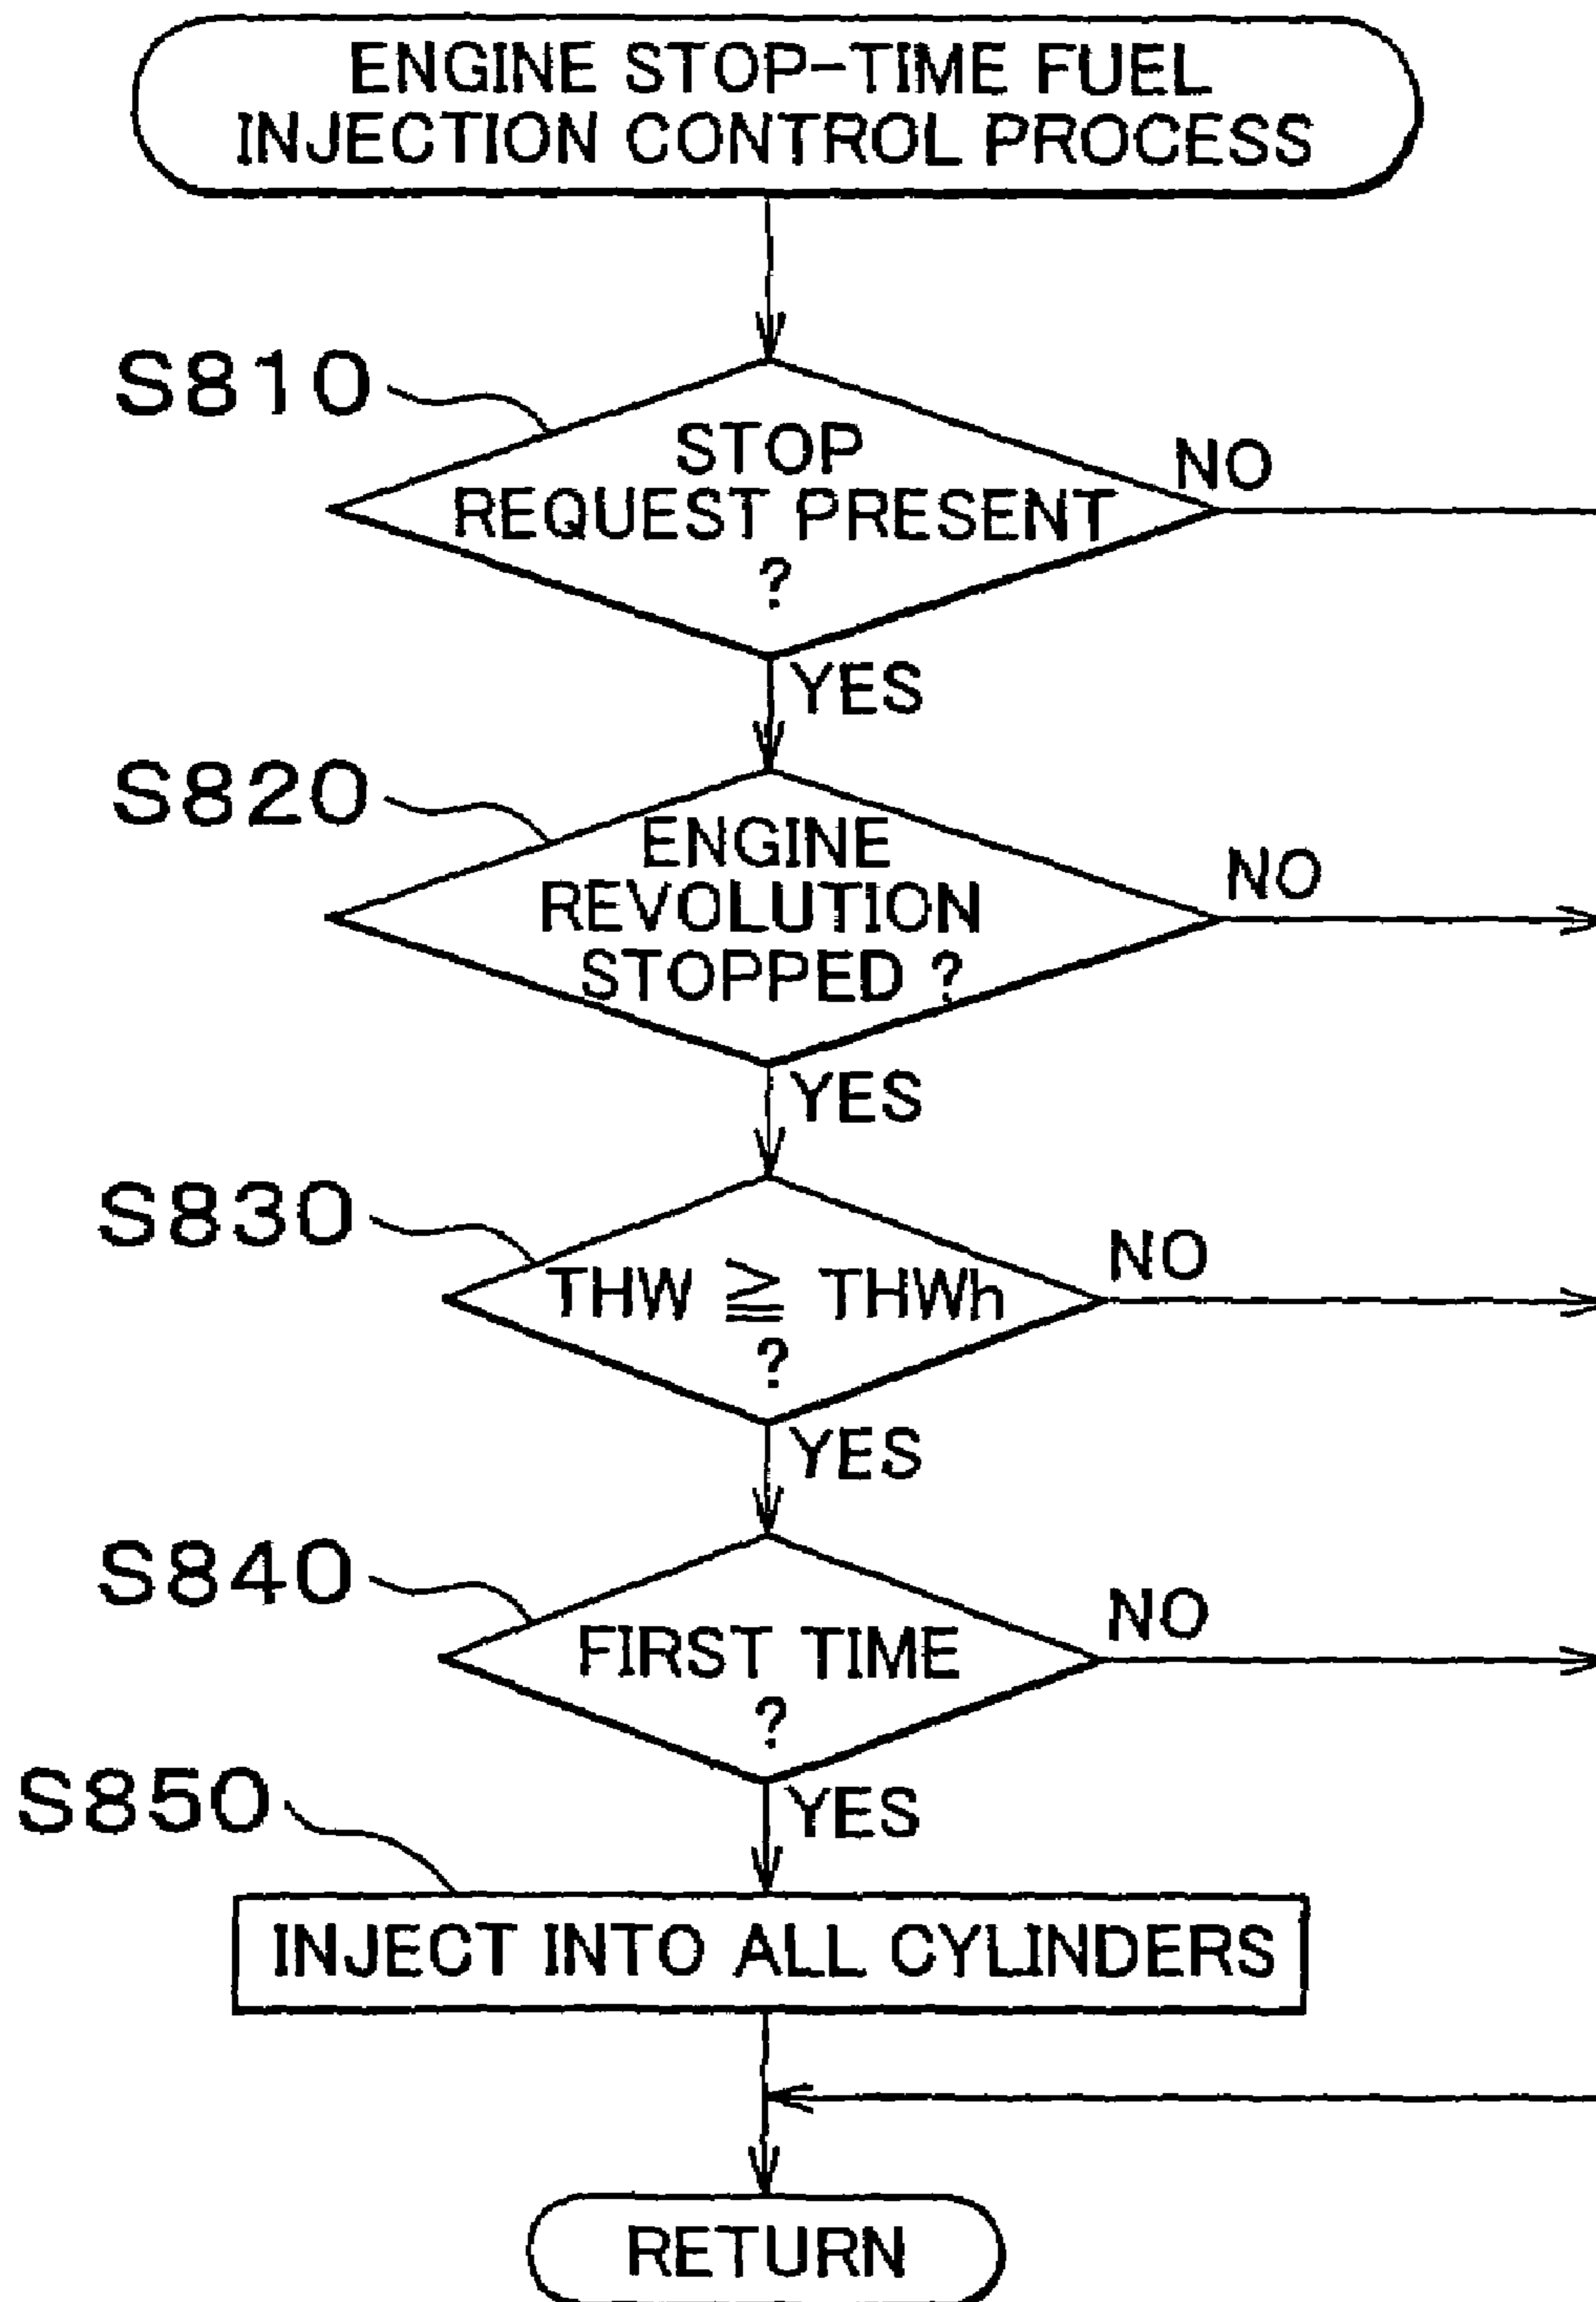 ENGINE STOP-TIME FUEL
INJECTION CONTROL PROCESS
S810
STOP
REQUEST PRESENT
?
NO
YES
S820
ENGINE
REVOLUTION
STOPPED ?
NO
YES
S830
THW ≧ THWh
?
NO
YES
S840
FIRST TIME
?
NO
YES
S850
INJECT INTO ALL CYLINDERS
RETURN